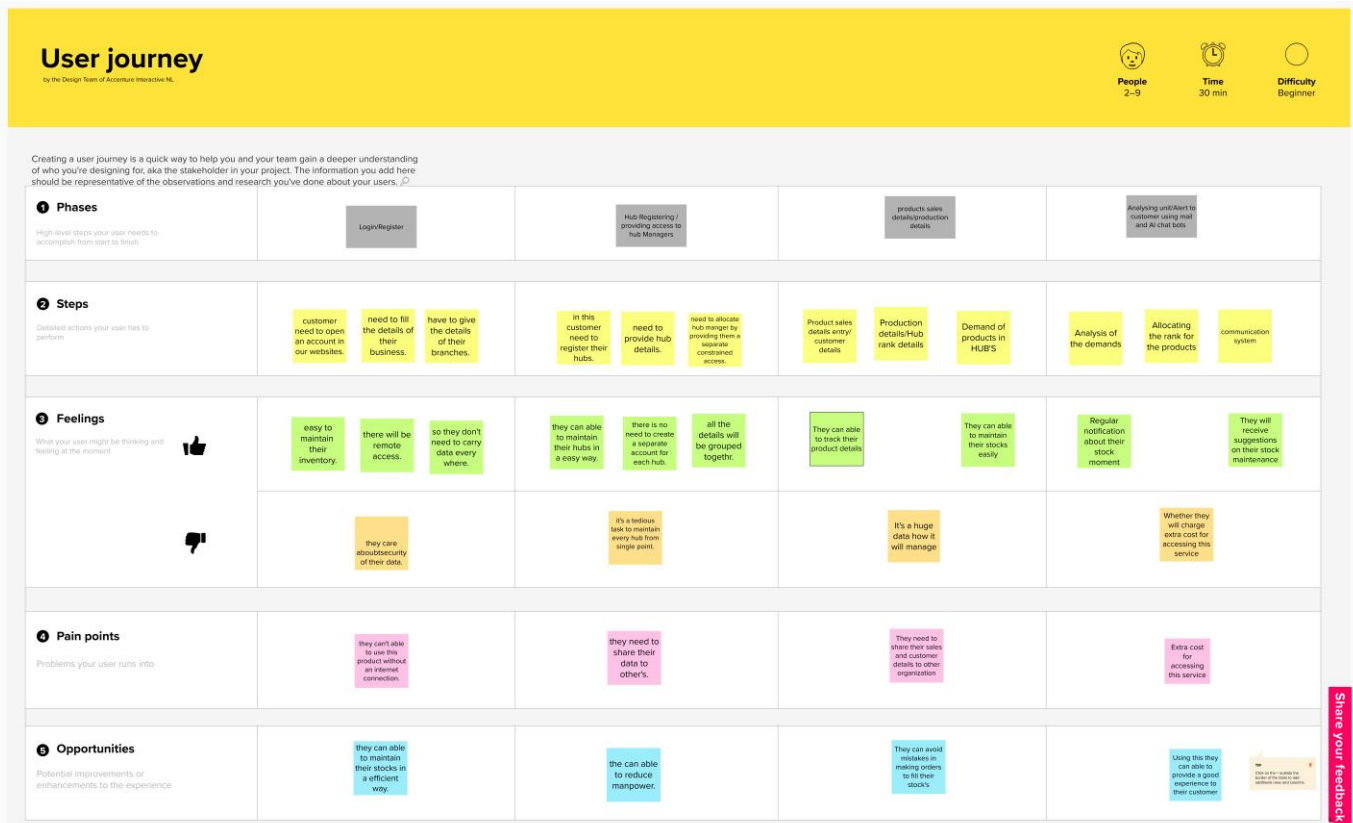 User journey
by the Design Team of Accenture Interactive NL
People
2–9
Time
30 min
Difficulty
Beginner
Creating a user journey is a quick way to help you and your team gain a deeper understanding
of who you're designing for, aka the stakeholder in your project. The information you add here
should be representative of the observations and research you've done about your users.
1 Phases
High-level steps your user needs to
accomplish from start to finish
Login/Register
Hub Registering /
providing access to
hub Managers
products sales
details/production
details
Analysing unit/Alert to
customer using mail
and AI chat bots
2 Steps
Detailed actions your user has to
perform
customer
need to open
an account in
our websites.
need to fill
the details of
their
business.
have to give
the details
of their
branches.
in this
customer
need to
register their
hubs.
need to
provide hub
details.
need to allocate
hub manger by
providing them a
separate
constrained
access.
Product sales
details entry/
customer
details
Production
details/Hub
rank details
Demand of
products in
HUB'S
Analysis of
the demands
Allocating
the rank for
the products
communication
system
3 Feelings
What your user might be thinking and
feeling at the moment
easy to
maintain
their
inventory.
there will be
remote
access.
so they don't
need to carry
data every
where.
they can able
to maintain
their hubs in
a easy way.
there is no
need to create
a separate
account for
each hub.
all the
details will
be grouped
togethr.
They can able
to track their
product details
They can able
to maintain
their stocks
easily
Regular
notification
about their
stock
moment
They will
receive
suggestions
on their stock
maintenance
they care
aboubtsecurity
of their data.
it's a tedious
task to maintain
every hub from
single point.
It's a huge
data how it
will manage
Whether they
will charge
extra cost for
accessing this
service
4 Pain points
Problems your user runs into
they can't able
to use this
product without
an internet
connection.
they need to
share their
data to
other's.
They need to
share their sales
and customer
details to other
organization
Extra cost
for
accessing
this service
5 Opportunities
Potential improvements or
enhancements to the experience
they can able
to maintain
their stocks in
a efficient
way.
the can able
to reduce
manpower.
They can avoid
mistakes in
making orders
to fill their
stock's
Using this they
can able to
provide a good
experience to
their customer
TIP
Share your feedback